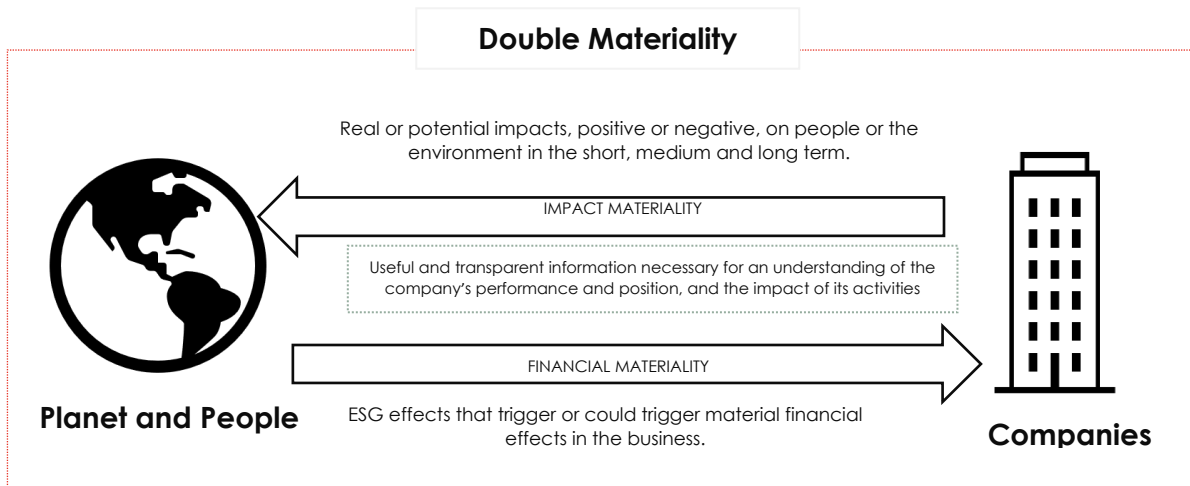 Double Materiality
Real or potential impacts, positive or negative, on people or the
environment in the short, medium and long term.
IMPACT MATERIALITY
Useful and transparent information necessary for an understanding of the
company's performance and position, and the impact of its activities
FINANCIAL MATERIALITY
Planet and People
ESG effects that trigger or could trigger material financial
effects in the business.
Companies